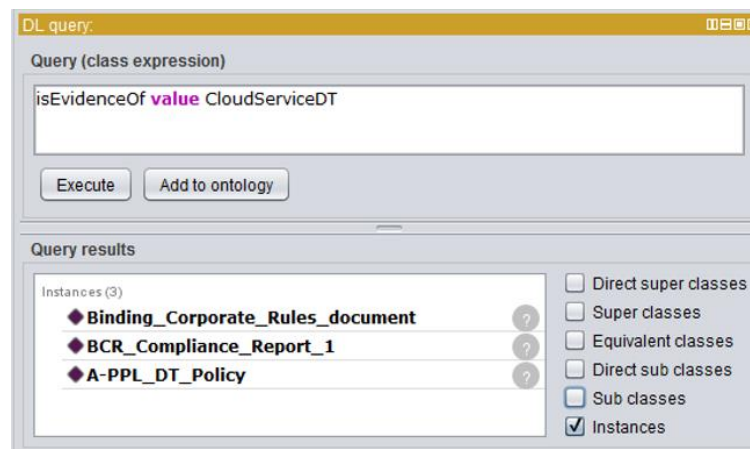 DL query:
Query (class expression)
isEvidenceOf value CloudServiceDT
Execute Add to ontology
Query results
Instances (3)
Binding_Corporate_Rules_document
?
BCR_Compliance_Report_1
?
A-PPL_DT_Policy
?
Direct super classes
Super classes
Equivalent classes
Direct sub classes
Sub classes
Instances